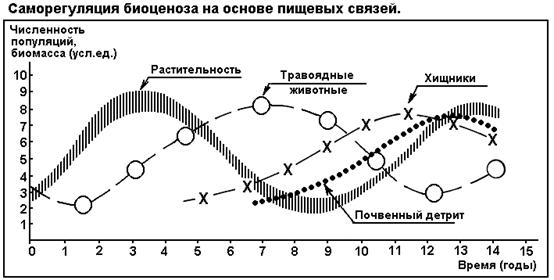 Саморегуляция биоценоза на основе пищевых связей.
Численность
популяций,
биомасса (усл.ед.)
Растительность
Травоядные
животные
Хищники
10
9
8
7
6
5
4
3
2
1
Почвенный детрит
0 1 2 3 4 5 6 7 8 9 10 11 12 13 14 15
Время (годы)